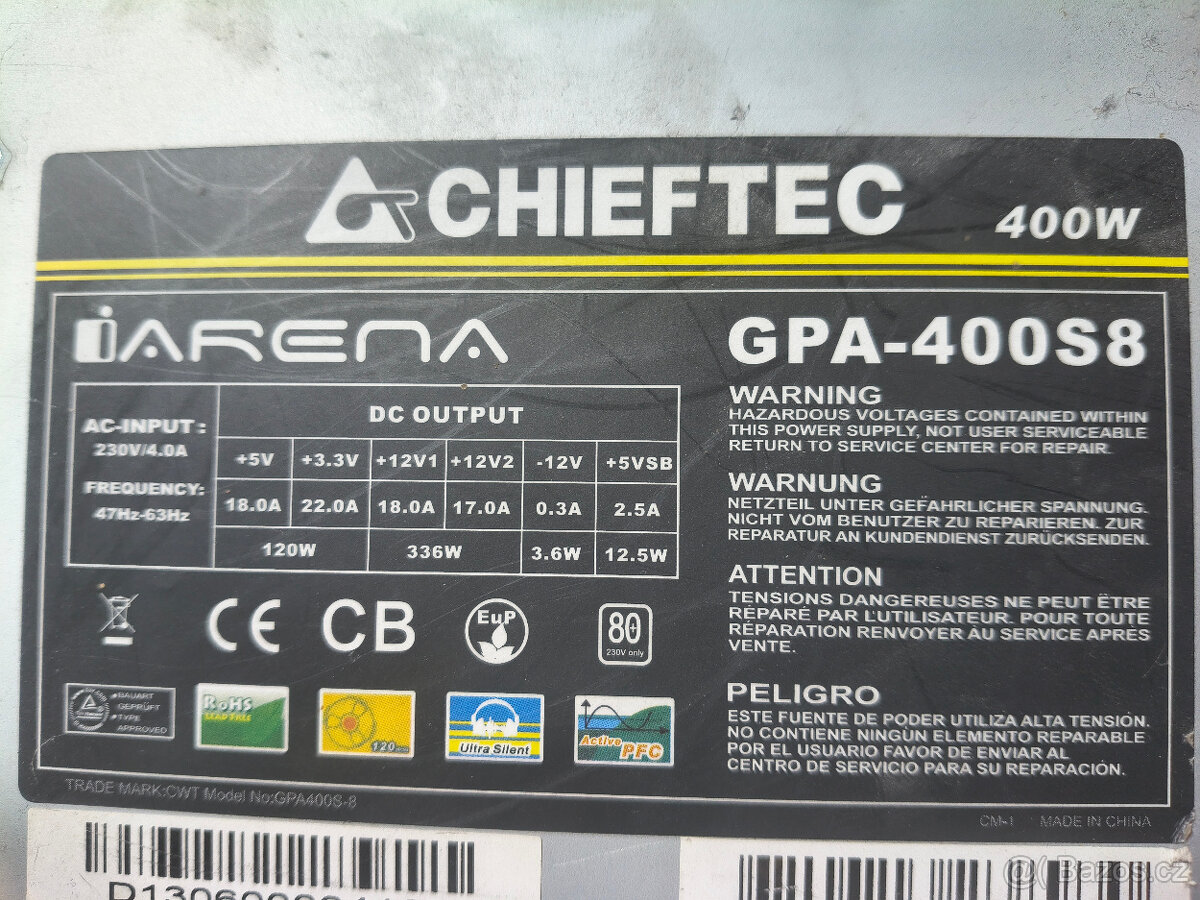 CHIEFTEC
400W
iARENA
GPA-400S8
AC-INPUT:
230V/4.0A
FREQUENCY:
47Hz-63Hz
DC OUTPUT
+5V +3.3V +12V1 +12V2 -12V +5VSB
18.0A 22.0A 18.0A 17.0A 0.3A 2.5A
120W 336W 3.6W 12.5W
WARNING
HAZARDOUS VOLTAGES CONTAINED WITHIN
THIS POWER SUPPLY, NOT USER SERVICEABLE
RETURN TO SERVICE CENTER FOR REPAIR.
WARNUNG
NETZTEIL UNTER GEFÄHRLICHER SPANNUNG.
NICHT VOM BENUTZER ZU REPARIEREN. ZUR
REPARATUR AN KUNDENDIENST ZURÜCKSENDEN.
ATTENTION
TENSIONS DANGEREUSES NE PEUT ËTRE
RÉPARÉ PAR L'UTILISATEUR. POUR TOUTE
RÉPARATION RENVOYER AU SERVICE APRÉS
VENTE.
PELIGRO
ESTE FUENTE DE PODER UTILIZA ALTA TENSIÓN.
NO CONTIENE NINGÚN ELEMENTO REPARABLE
POR EL USUARIO FAVOR DE ENVIAR AL
CENTRO DE SERVICIO PARA SU REPARACIÓN.
CE CB EuP 80+
230V only
BAUART
GEPRÜFT
TYPE
APPROVED
RoHS
LEAD FREE
120mm
Ultra Silent
Active
PFC
TRADE MARK:CWT Model No:GPA400S-8
CM-1 MADE IN CHINA
@ Bazos.cz